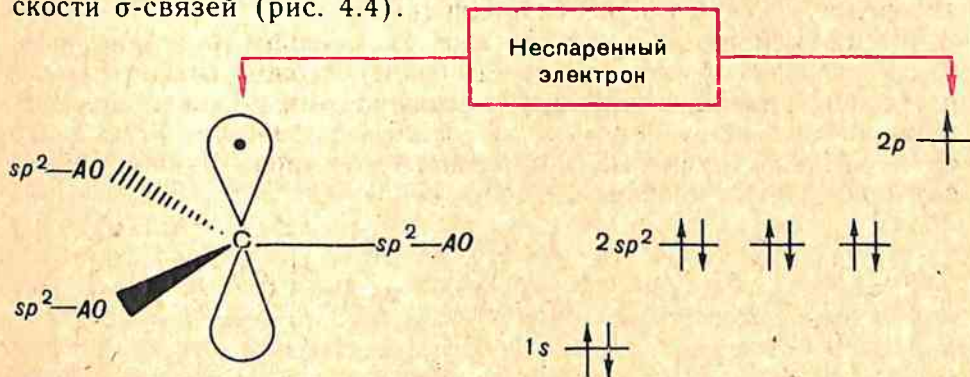 скости σ-связей (рис. 4.4).
Неспаренный
электрон
2p
sp²—AO
C
sp²—AO
2sp²
sp²—AO
1s